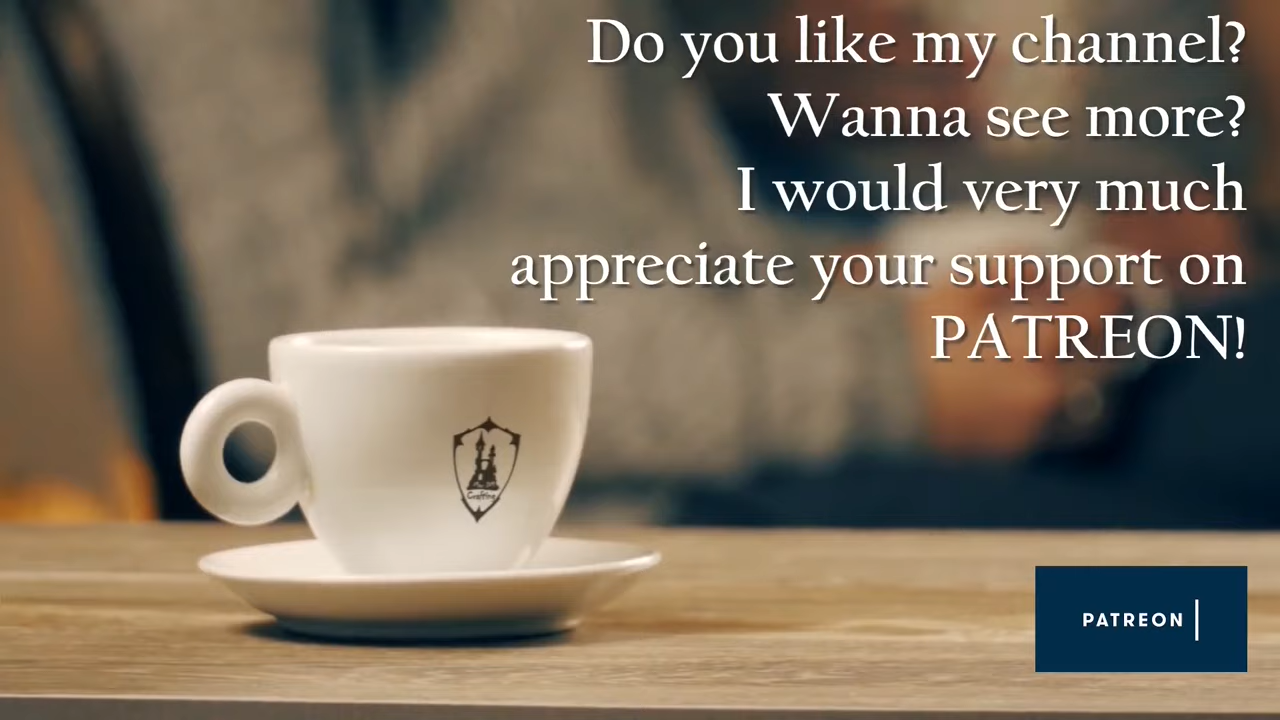 Do you like my channel?
Wanna see more?
I would very much
appreciate your support on
PATREON!
PATREON